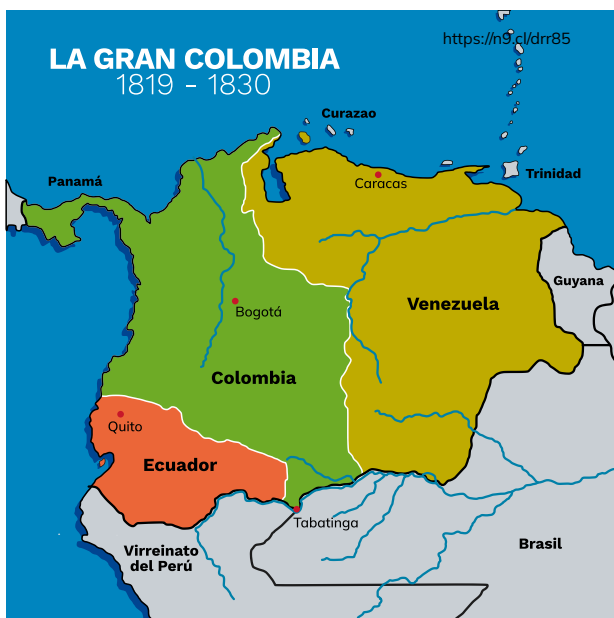 https://n9.cl/drr85
LA GRAN COLOMBIA
1819 - 1830
Curazao
Panamá
Caracas
Trinidad
Guyana
Bogotá
Venezuela
Colombia
Quito
Ecuador
Tabatinga
Virreinato
del Perú
Brasil